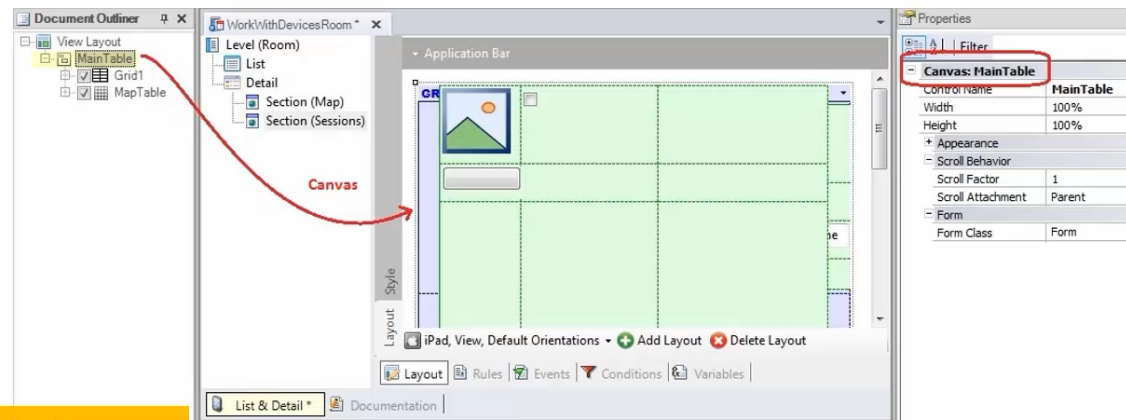 Document Outliner
View Layout
MainTable
Grid1
MapTable
WorkWithDevicesRoom *
Level (Room)
List
Detail
Section (Map)
Section (Sessions)
Canvas
Application Bar
GR
ne
Style
Layout
iPad, View, Default Orientations
Add Layout
Delete Layout
Layout
Rules
Events
Conditions
Variables
List & Detail *
Documentation
Properties
Filter
Canvas: MainTable
Control Name MainTable
Width 100%
Height 100%
Appearance
Scroll Behavior
Scroll Factor 1
Scroll Attachment Parent
Form
Form Class Form